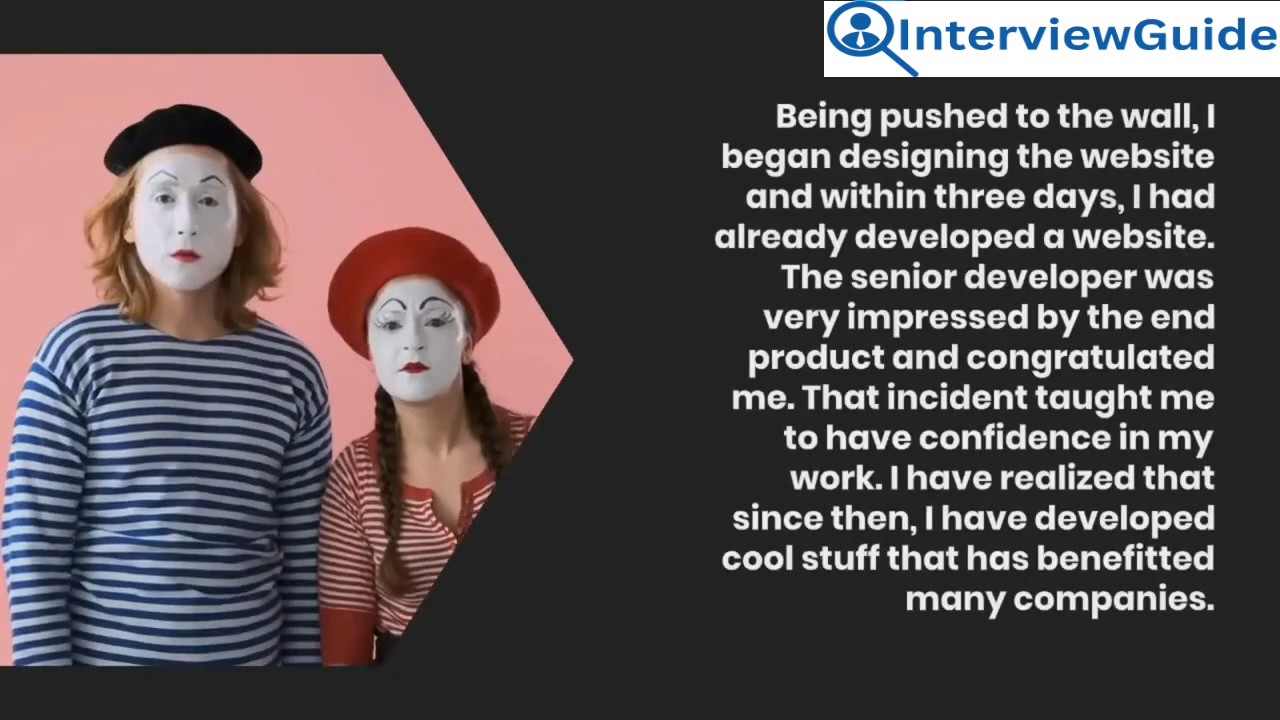 InterviewGuide
Being pushed to the wall, I
began designing the website
and within three days, I had
already developed a website.
The senior developer was
very impressed by the end
product and congratulated
me. That incident taught me
to have confidence in my
work. I have realized that
since then, I have developed
cool stuff that has benefitted
many companies.